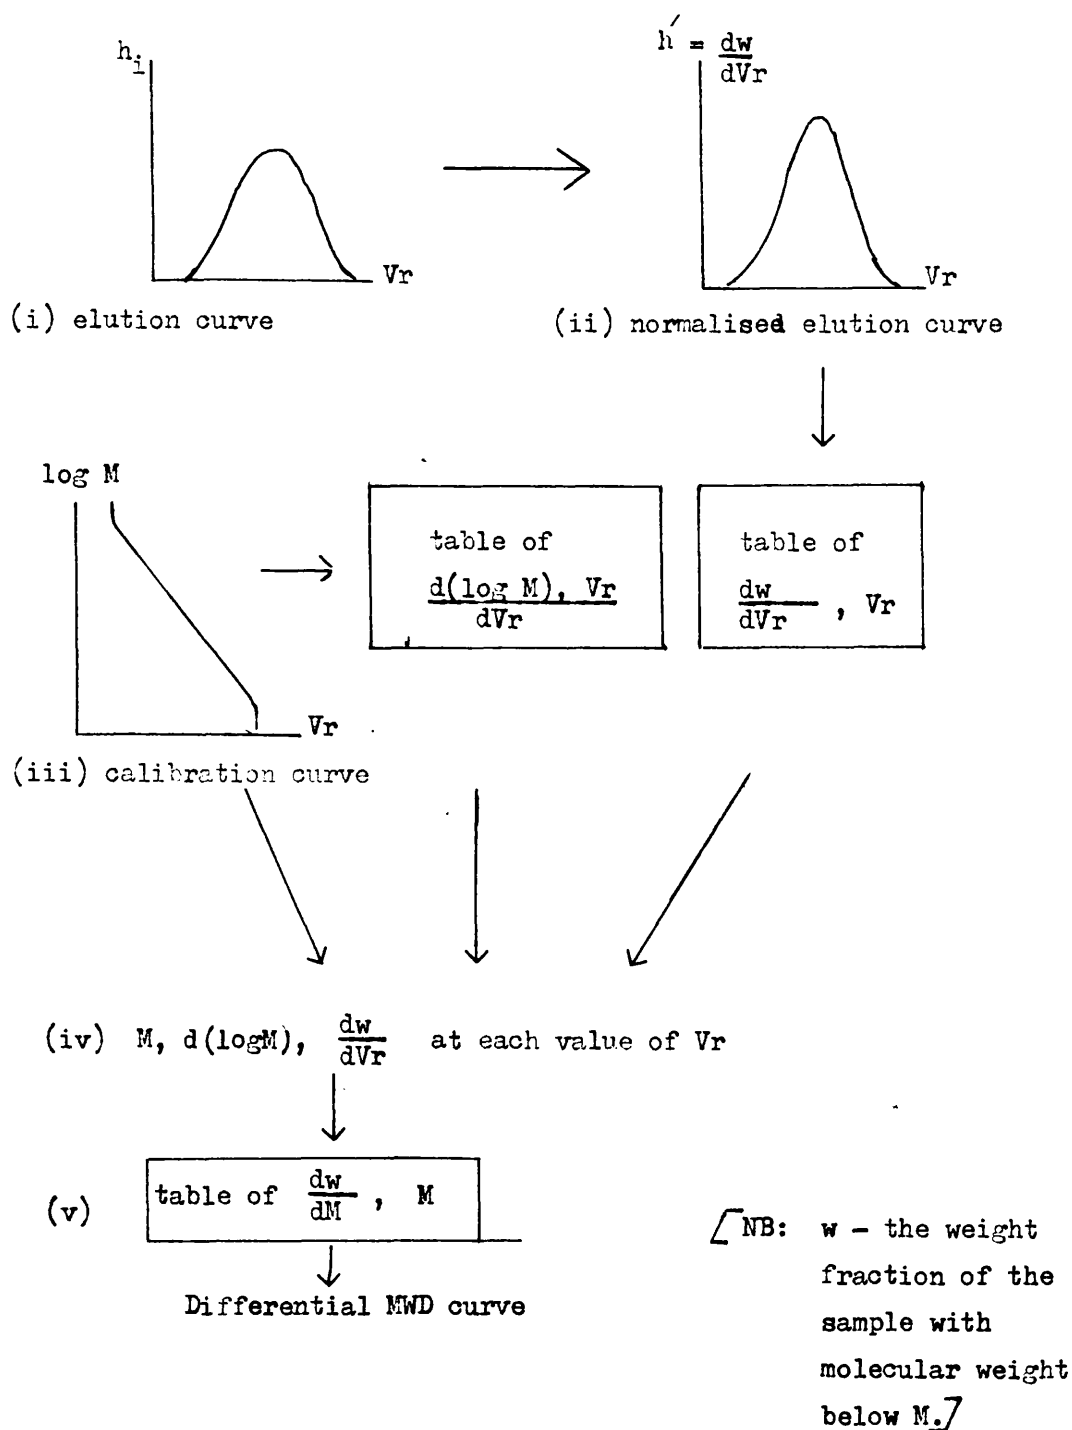 h_i
h′ = dw
dVr
Vr
Vr
(i) elution curve
(ii) normalised elution curve
log M
table of
d(log M), Vr
dVr
table of
dw
dVr , Vr
Vr
(iii) calibration curve
(iv) M, d(logM), dw
dVr at each value of Vr
(v) table of dw
dM , M
Differential MWD curve
[NB: w – the weight
fraction of the
sample with
molecular weight
below M.]